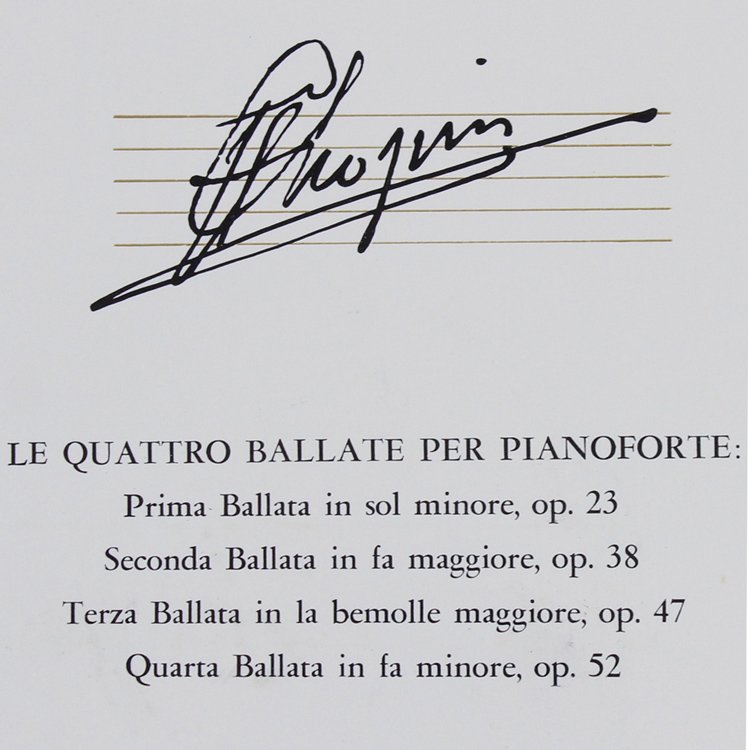 Chopin
LE QUATTRO BALLATE PER PIANOFORTE:
Prima Ballata in sol minore, op. 23
Seconda Ballata in fa maggiore, op. 38
Terza Ballata in la bemolle maggiore, op. 47
Quarta Ballata in fa minore, op. 52